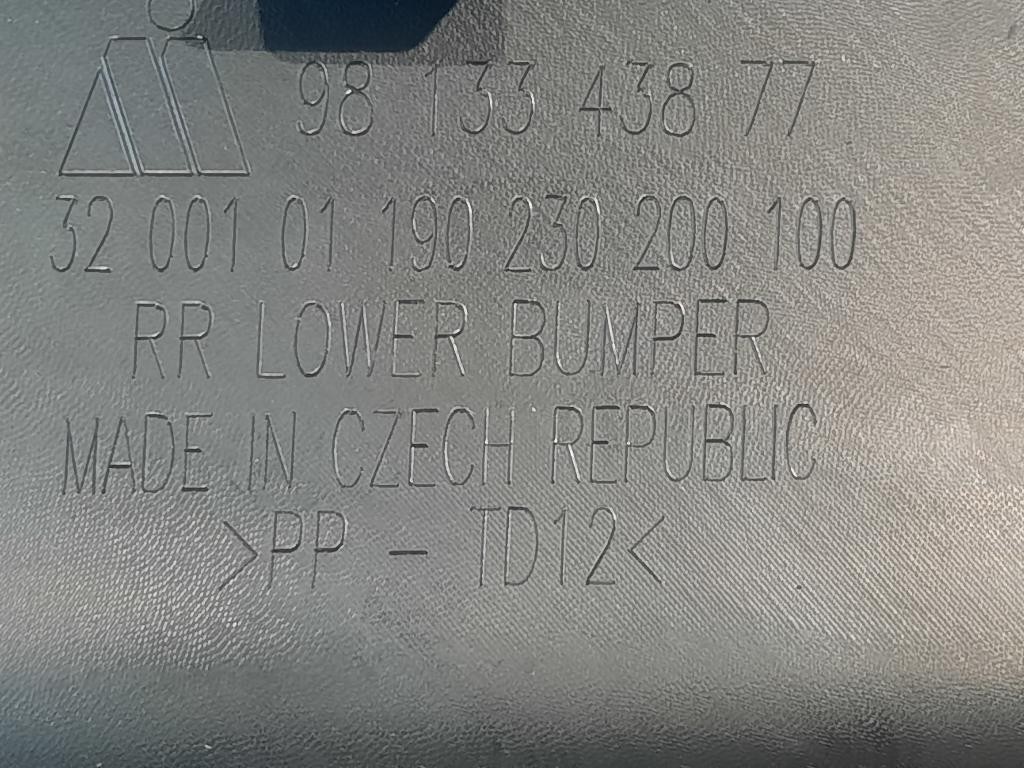 98 133 438 77
32 001 01 190 230 200 100
RR LOWER BUMPER
MADE IN CZECH REPUBLIC
>PP - TD12<